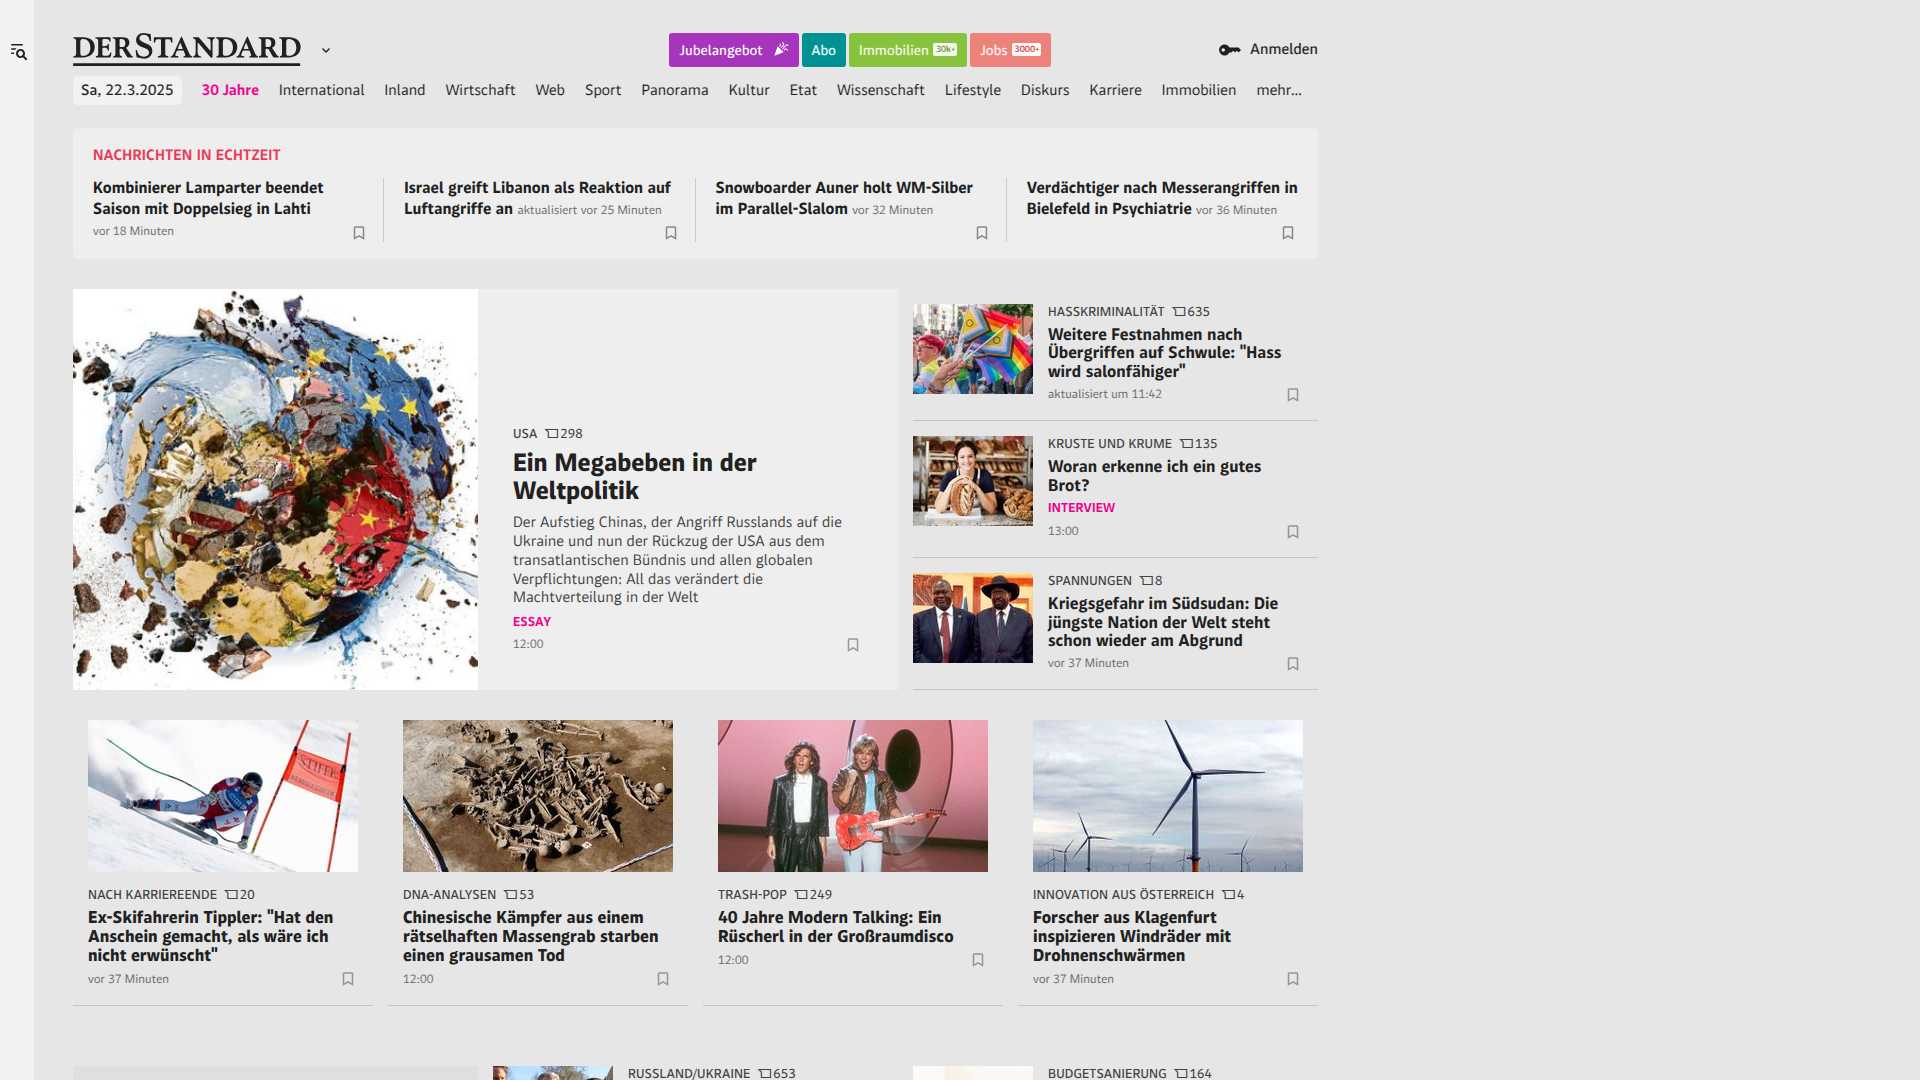 DERSTANDARD
Jubelangebot
Abo
Immobilien 30k+
Jobs 3000+
Anmelden
Sa, 22.3.2025
30 Jahre
International
Inland
Wirtschaft
Web
Sport
Panorama
Kultur
Etat
Wissenschaft
Lifestyle
Diskurs
Karriere
Immobilien
mehr...
NACHRICHTEN IN ECHTZEIT
Kombinierer Lamparter beendet
Saison mit Doppelsieg in Lahti
vor 18 Minuten
Israel greift Libanon als Reaktion auf
Luftangriffe an aktualisiert vor 25 Minuten
Snowboarder Auner holt WM-Silber
im Parallel-Slalom vor 32 Minuten
Verdächtiger nach Messerangriffen in
Bielefeld in Psychiatrie vor 36 Minuten
USA 298
Ein Megabeben in der
Weltpolitik
Der Aufstieg Chinas, der Angriff Russlands auf die
Ukraine und nun der Rückzug der USA aus dem
transatlantischen Bündnis und allen globalen
Verpflichtungen: All das verändert die
Machtverteilung in der Welt
ESSAY
12:00
HASSKRIMINALITÄT 635
Weitere Festnahmen nach
Übergriffen auf Schwule: "Hass
wird salonfähiger"
aktualisiert um 11:42
KRUSTE UND KRUME 135
Woran erkenne ich ein gutes
Brot?
INTERVIEW
13:00
SPANNUNGEN 8
Kriegsgefahr im Südsudan: Die
jüngste Nation der Welt steht
schon wieder am Abgrund
vor 37 Minuten
STIFEL
NACH KARRIEREENDE 20
Ex-Skifahrerin Tippler: "Hat den
Anschein gemacht, als wäre ich
nicht erwünscht"
vor 37 Minuten
DNA-ANALYSEN 53
Chinesische Kämpfer aus einem
rätselhaften Massengrab starben
einen grausamen Tod
12:00
TRASH-POP 249
40 Jahre Modern Talking: Ein
Rüscherl in der Großraumdisco
12:00
INNOVATION AUS ÖSTERREICH 4
Forscher aus Klagenfurt
inspizieren Windräder mit
Drohnenschwärmen
vor 37 Minuten
RUSSLAND/UKRAINE 653
BUDGETSANIERUNG 164